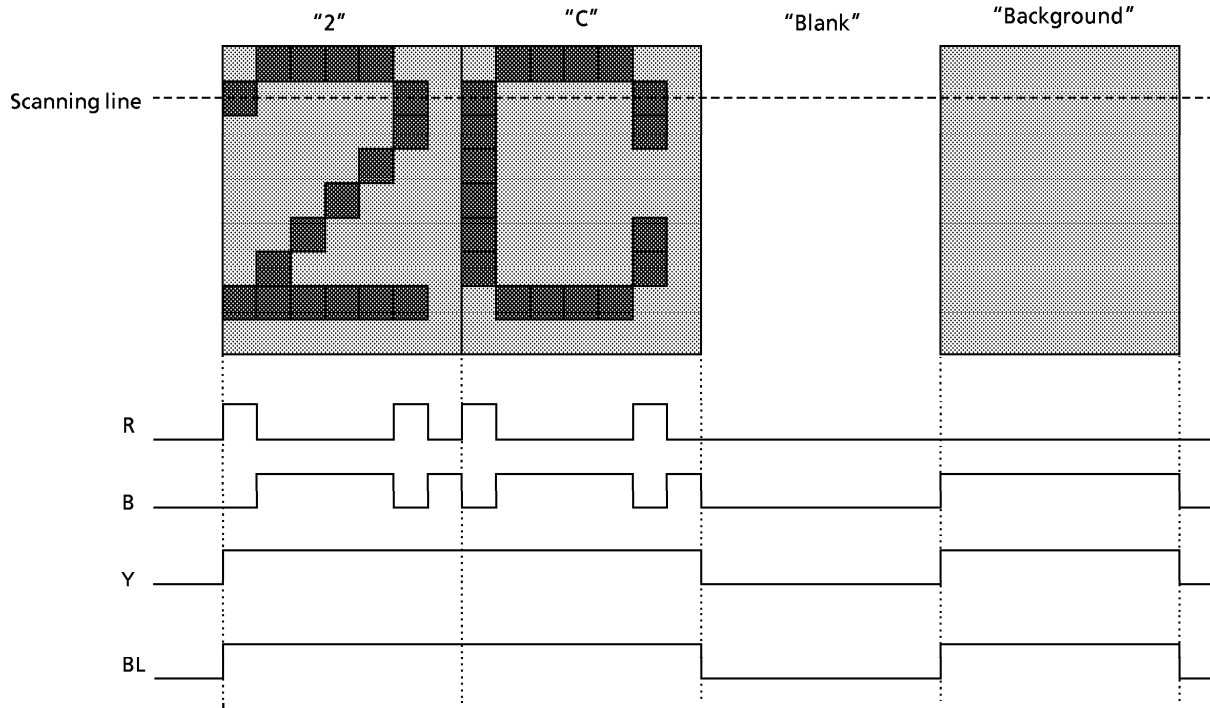 “2” “C” “Blank” “Background”
Scanning line
R
B
Y
BL